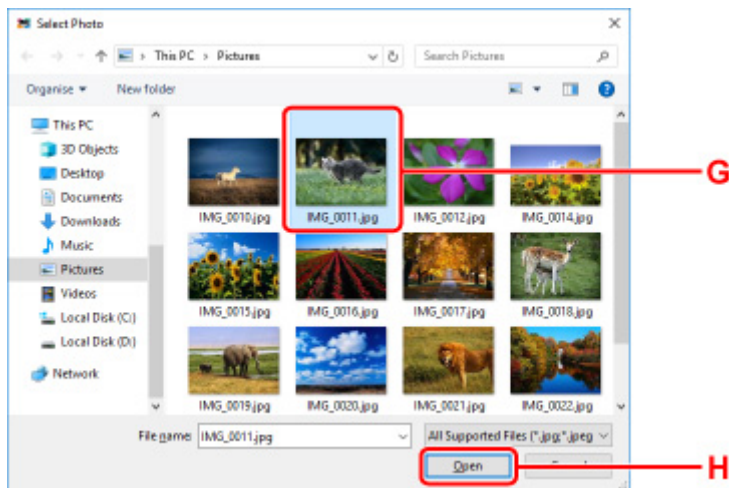 Select Photo
This PC > Pictures
Search Pictures
Organise
New folder
This PC
3D Objects
Desktop
Documents
Downloads
Music
Pictures
Videos
Local Disk (C:)
Local Disk (D:)
Network
IMG_0010.jpg
IMG_0011.jpg
IMG_0012.jpg
IMG_0014.jpg
IMG_0015.jpg
IMG_0016.jpg
IMG_0017.jpg
IMG_0018.jpg
IMG_0019.jpg
IMG_0020.jpg
IMG_0021.jpg
IMG_0022.jpg
G
File name: IMG_0011.jpg
All Supported Files (*.jpg;*.jpeg
Open
H